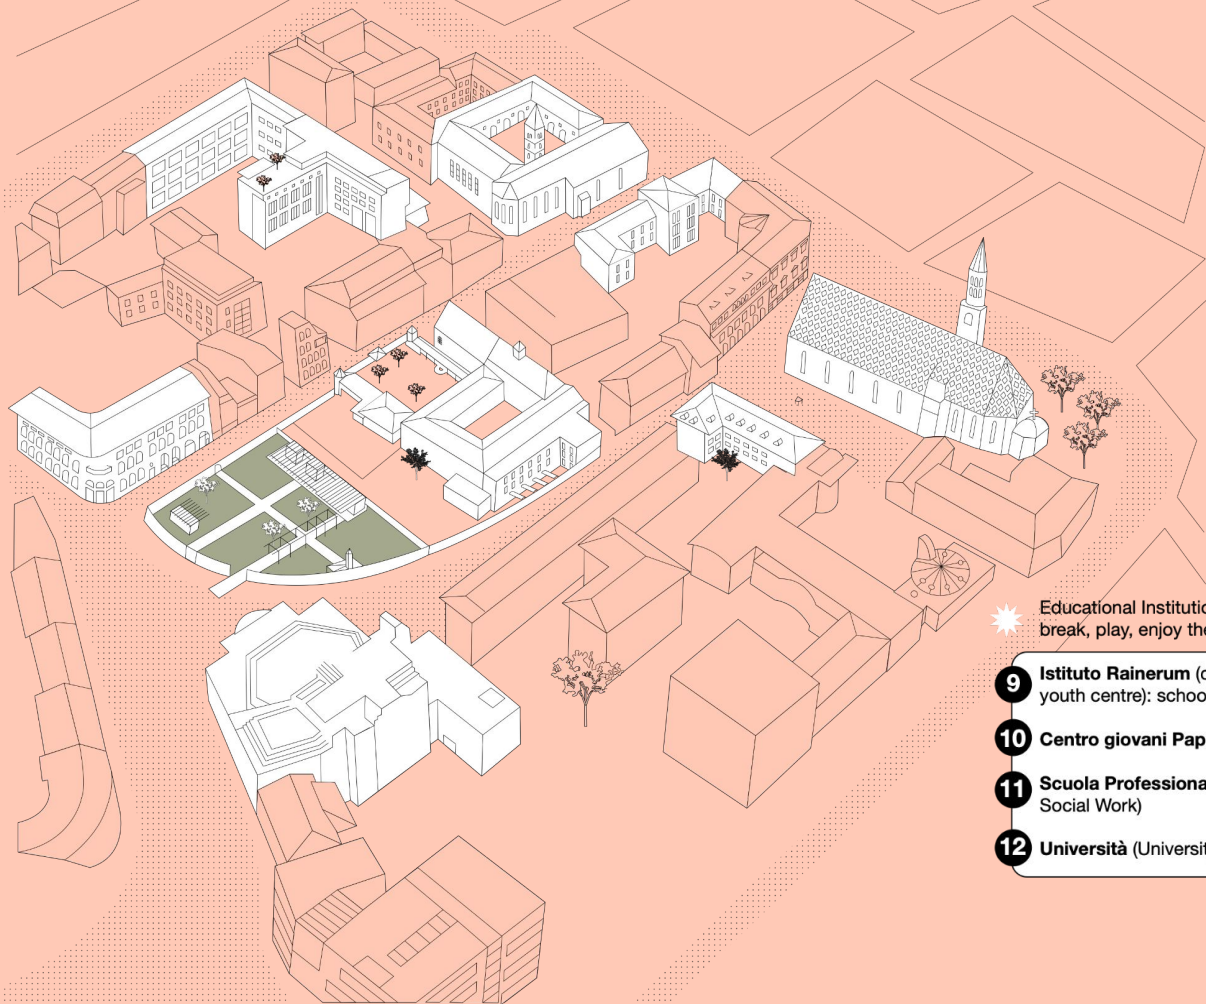 Educational Institutio
break, play, enjoy the
9 Istituto Rainerum (
youth centre): schoo
10 Centro giovani Pap
11 Scuola Professiona
Social Work)
12 Università (Universit